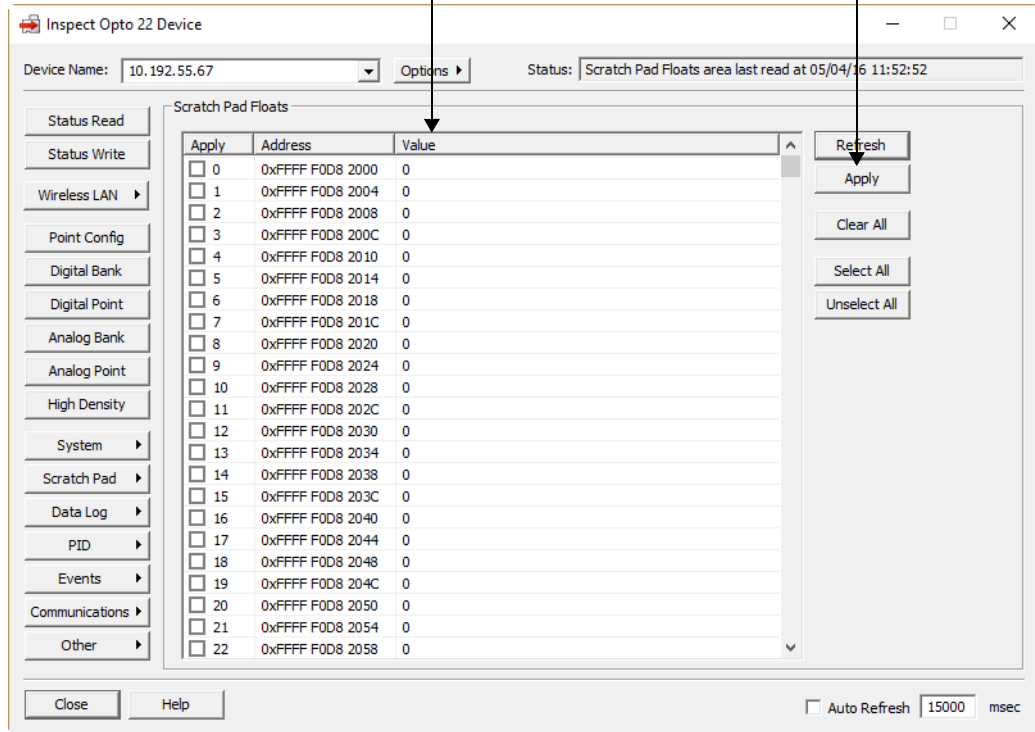 Inspect Opto 22 Device
Device Name: 10.192.55.67 Options Status: Scratch Pad Floats area last read at 05/04/16 11:52:52
Status Read
Status Write
Wireless LAN
Point Config
Digital Bank
Digital Point
Analog Bank
Analog Point
High Density
System
Scratch Pad
Data Log
PID
Events
Communications
Other
Scratch Pad Floats
Apply Address Value
0 0xFFFF F0D8 2000 0
1 0xFFFF F0D8 2004 0
2 0xFFFF F0D8 2008 0
3 0xFFFF F0D8 200C 0
4 0xFFFF F0D8 2010 0
5 0xFFFF F0D8 2014 0
6 0xFFFF F0D8 2018 0
7 0xFFFF F0D8 201C 0
8 0xFFFF F0D8 2020 0
9 0xFFFF F0D8 2024 0
10 0xFFFF F0D8 2028 0
11 0xFFFF F0D8 202C 0
12 0xFFFF F0D8 2030 0
13 0xFFFF F0D8 2034 0
14 0xFFFF F0D8 2038 0
15 0xFFFF F0D8 203C 0
16 0xFFFF F0D8 2040 0
17 0xFFFF F0D8 2044 0
18 0xFFFF F0D8 2048 0
19 0xFFFF F0D8 204C 0
20 0xFFFF F0D8 2050 0
21 0xFFFF F0D8 2054 0
22 0xFFFF F0D8 2058 0
Refresh
Apply
Clear All
Select All
Unselect All
Close Help Auto Refresh 15000 msec